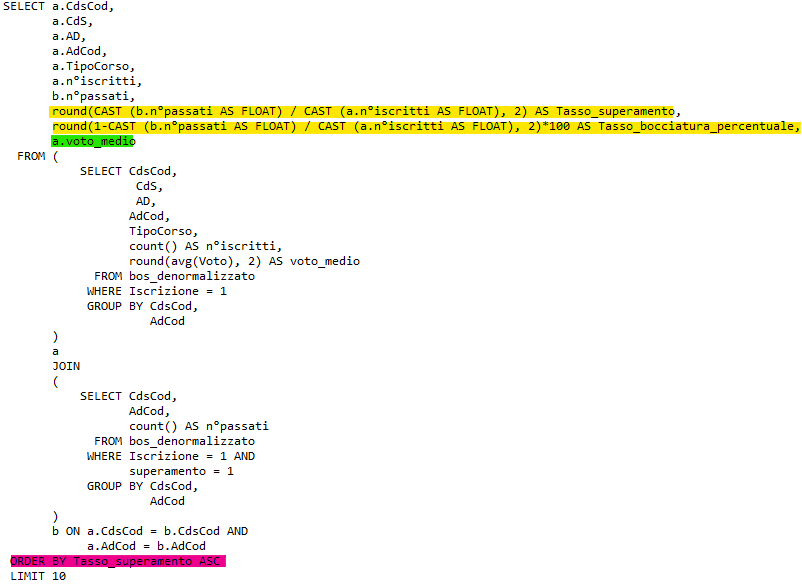 SELECT a.CdsCod,
a.CdS,
a.AD,
a.AdCod,
a.TipoCorso,
a.n°iscritti,
b.n°passati,
round(CAST (b.n°passati AS FLOAT) / CAST (a.n°iscritti AS FLOAT), 2) AS Tasso_superamento,
round(1-CAST (b.n°passati AS FLOAT) / CAST (a.n°iscritti AS FLOAT), 2)*100 AS Tasso_bocciatura_percentuale,
a.voto_medio
FROM (
SELECT CdsCod,
CdS,
AD,
AdCod,
TipoCorso,
count() AS n°iscritti,
round(avg(Voto), 2) AS voto_medio
FROM bos_denormalizzato
WHERE Iscrizione = 1
GROUP BY CdsCod,
AdCod
)
a
JOIN
(
SELECT CdsCod,
AdCod,
count() AS n°passati
FROM bos_denormalizzato
WHERE Iscrizione = 1 AND
superamento = 1
GROUP BY CdsCod,
AdCod
)
b ON a.CdsCod = b.CdsCod AND
a.AdCod = b.AdCod
ORDER BY Tasso_superamento ASC
LIMIT 10